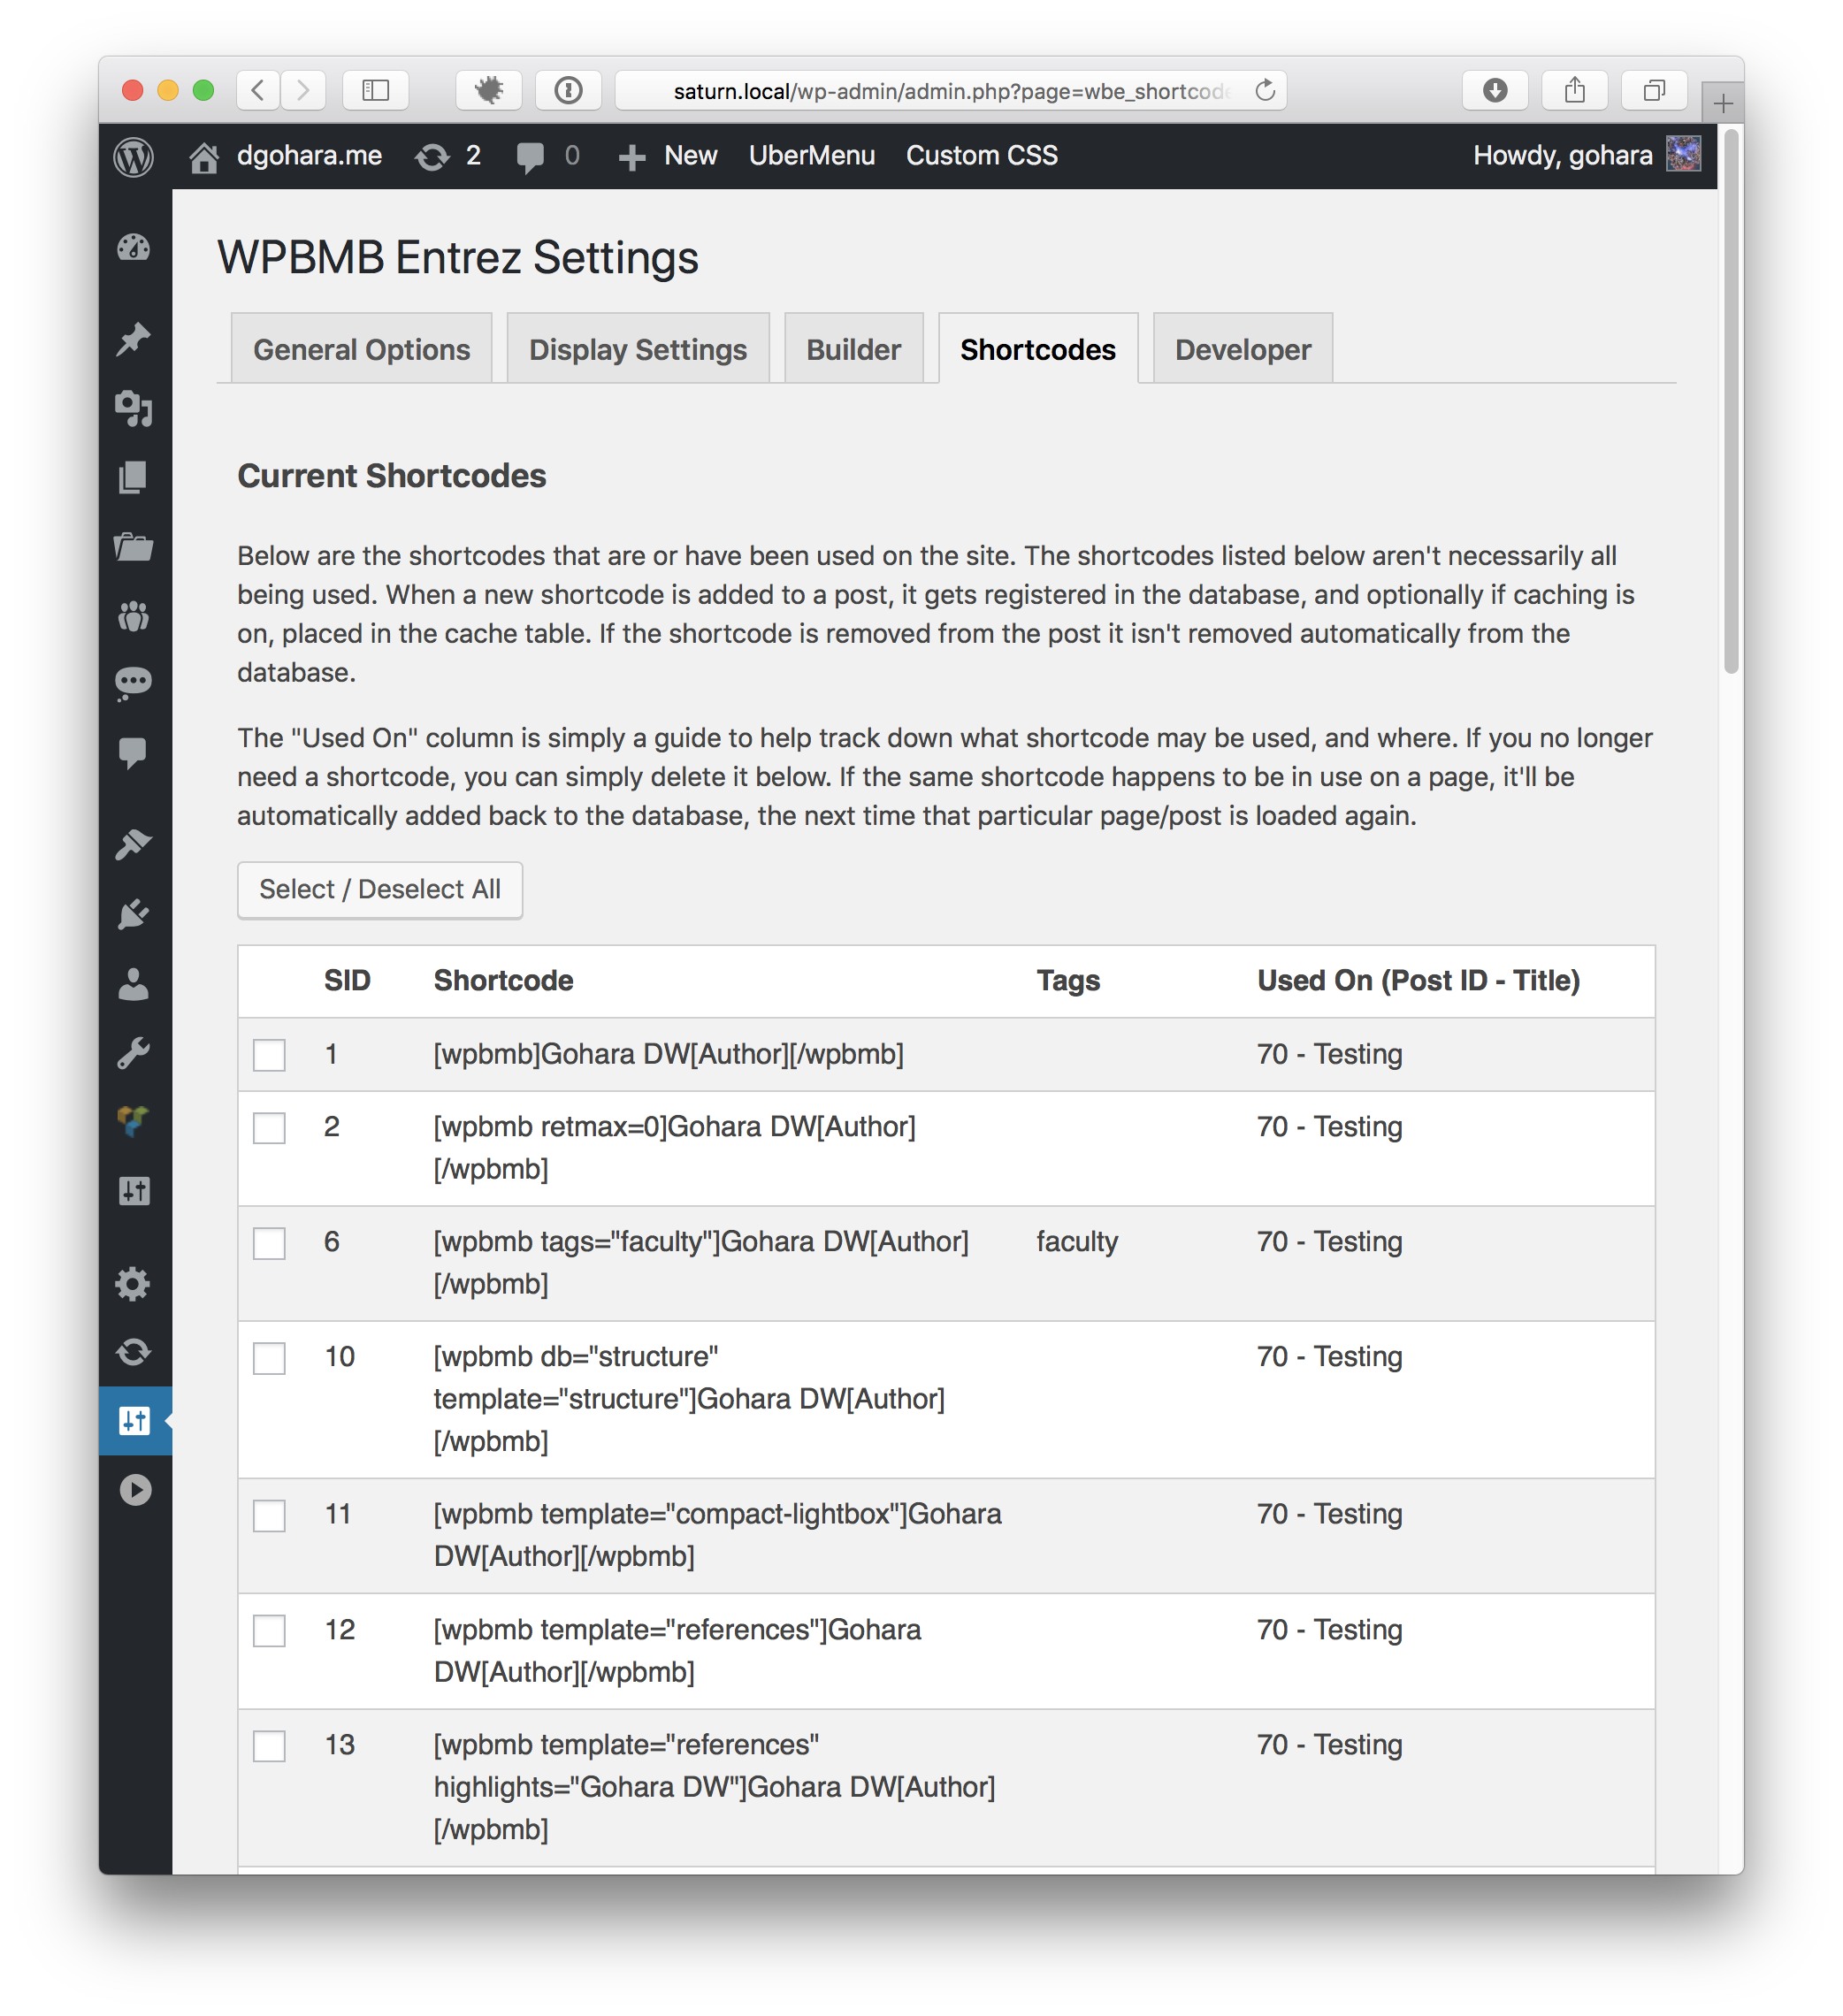 saturn.local/wp-admin/admin.php?page=wbe_shortcode
dgohara.me 2 0 New UberMenu Custom CSS Howdy, gohara
WPBMB Entrez Settings
General Options Display Settings Builder Shortcodes Developer
Current Shortcodes
Below are the shortcodes that are or have been used on the site. The shortcodes listed below aren't necessarily all
being used. When a new shortcode is added to a post, it gets registered in the database, and optionally if caching is
on, placed in the cache table. If the shortcode is removed from the post it isn't removed automatically from the
database.
The "Used On" column is simply a guide to help track down what shortcode may be used, and where. If you no longer
need a shortcode, you can simply delete it below. If the same shortcode happens to be in use on a page, it'll be
automatically added back to the database, the next time that particular page/post is loaded again.
Select / Deselect All
SID Shortcode Tags Used On (Post ID - Title)
1 [wpbmb]Gohara DW[Author][/wpbmb] 70 - Testing
2 [wpbmb retmax=0]Gohara DW[Author] 70 - Testing
[/wpbmb]
6 [wpbmb tags="faculty"]Gohara DW[Author] faculty 70 - Testing
[/wpbmb]
10 [wpbmb db="structure" 70 - Testing
template="structure"]Gohara DW[Author]
[/wpbmb]
11 [wpbmb template="compact-lightbox"]Gohara 70 - Testing
DW[Author][/wpbmb]
12 [wpbmb template="references"]Gohara 70 - Testing
DW[Author][/wpbmb]
13 [wpbmb template="references" 70 - Testing
highlights="Gohara DW"]Gohara DW[Author]
[/wpbmb]